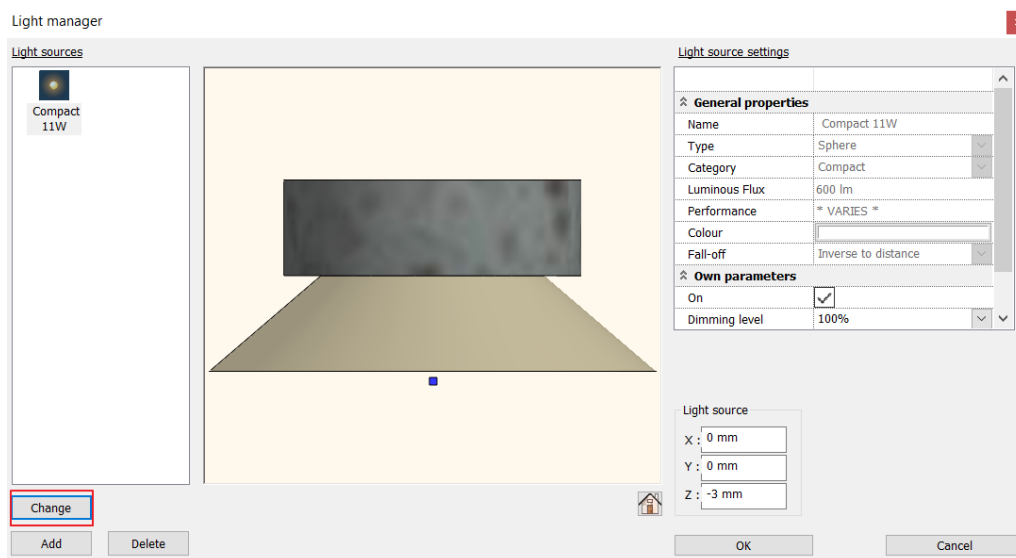 Light manager
Light sources
Compact
11W
Change
Add
Delete
Light source settings
General properties
Name Compact 11W
Type Sphere
Category Compact
Luminous Flux 600 lm
Performance * VARIES *
Colour
Fall-off Inverse to distance
Own parameters
On
Dimming level 100%
Light source
X : 0 mm
Y : 0 mm
Z : -3 mm
OK
Cancel